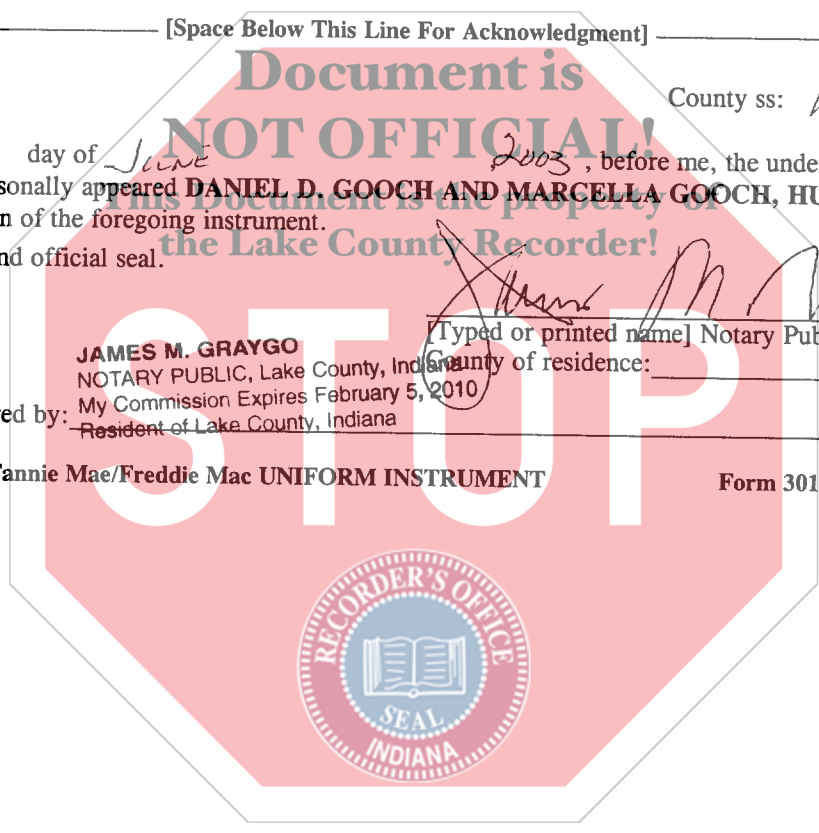 [Space Below This Line For Acknowledgment]
Document is
County ss:
NOT OFFICIAL!
day of JUNE 2003, before me, the unde
sonally appeared DANIEL D. GOOCH AND MARCELLA GOOCH, HU
This Document is the property of
n of the foregoing instrument.
the Lake County Recorder!
nd official seal.
STOP
[Typed or printed name] Notary Pub
County of residence:
JAMES M. GRAYGO
NOTARY PUBLIC, Lake County, Indiana
My Commission Expires February 5, 2010
Resident of Lake County, Indiana
ed by:
annie Mae/Freddie Mac UNIFORM INSTRUMENT Form 301
RECORDER'S OFFICE
SEAL
INDIANA